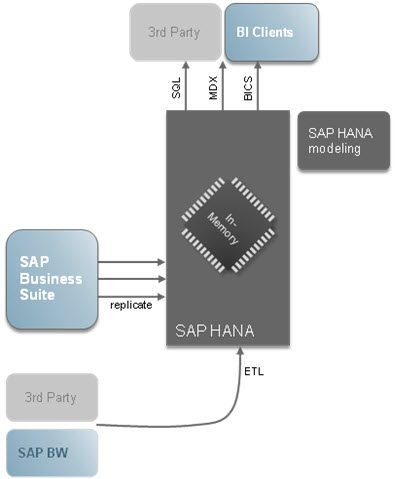 3rd Party
BI Clients
SQL
MDX
BICS
SAP HANA
modeling
In-
Memory
SAP
Business
Suite
replicate
SAP HANA
ETL
3rd Party
SAP BW